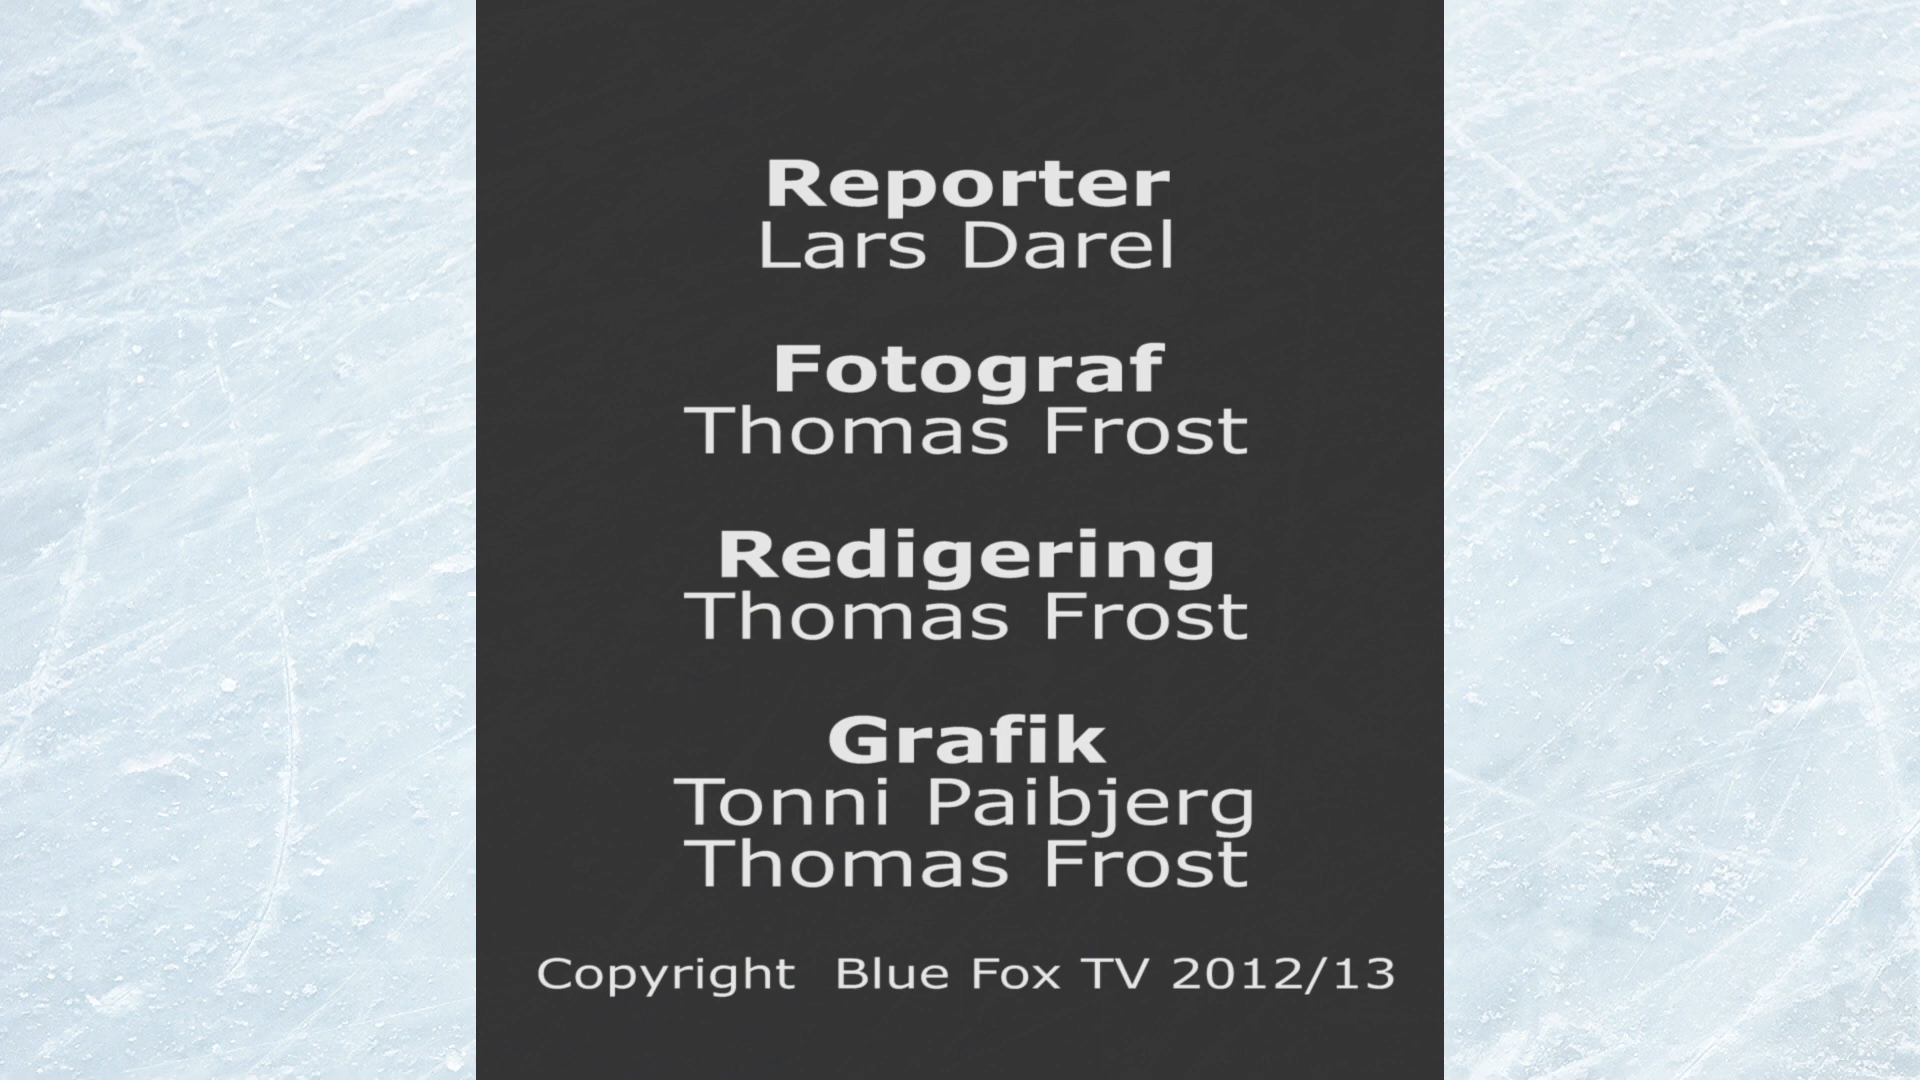 Reporter
Lars Darel
Fotograf
Thomas Frost
Redigering
Thomas Frost
Grafik
Tonni Paibjerg
Thomas Frost
Copyright  Blue Fox TV 2012/13